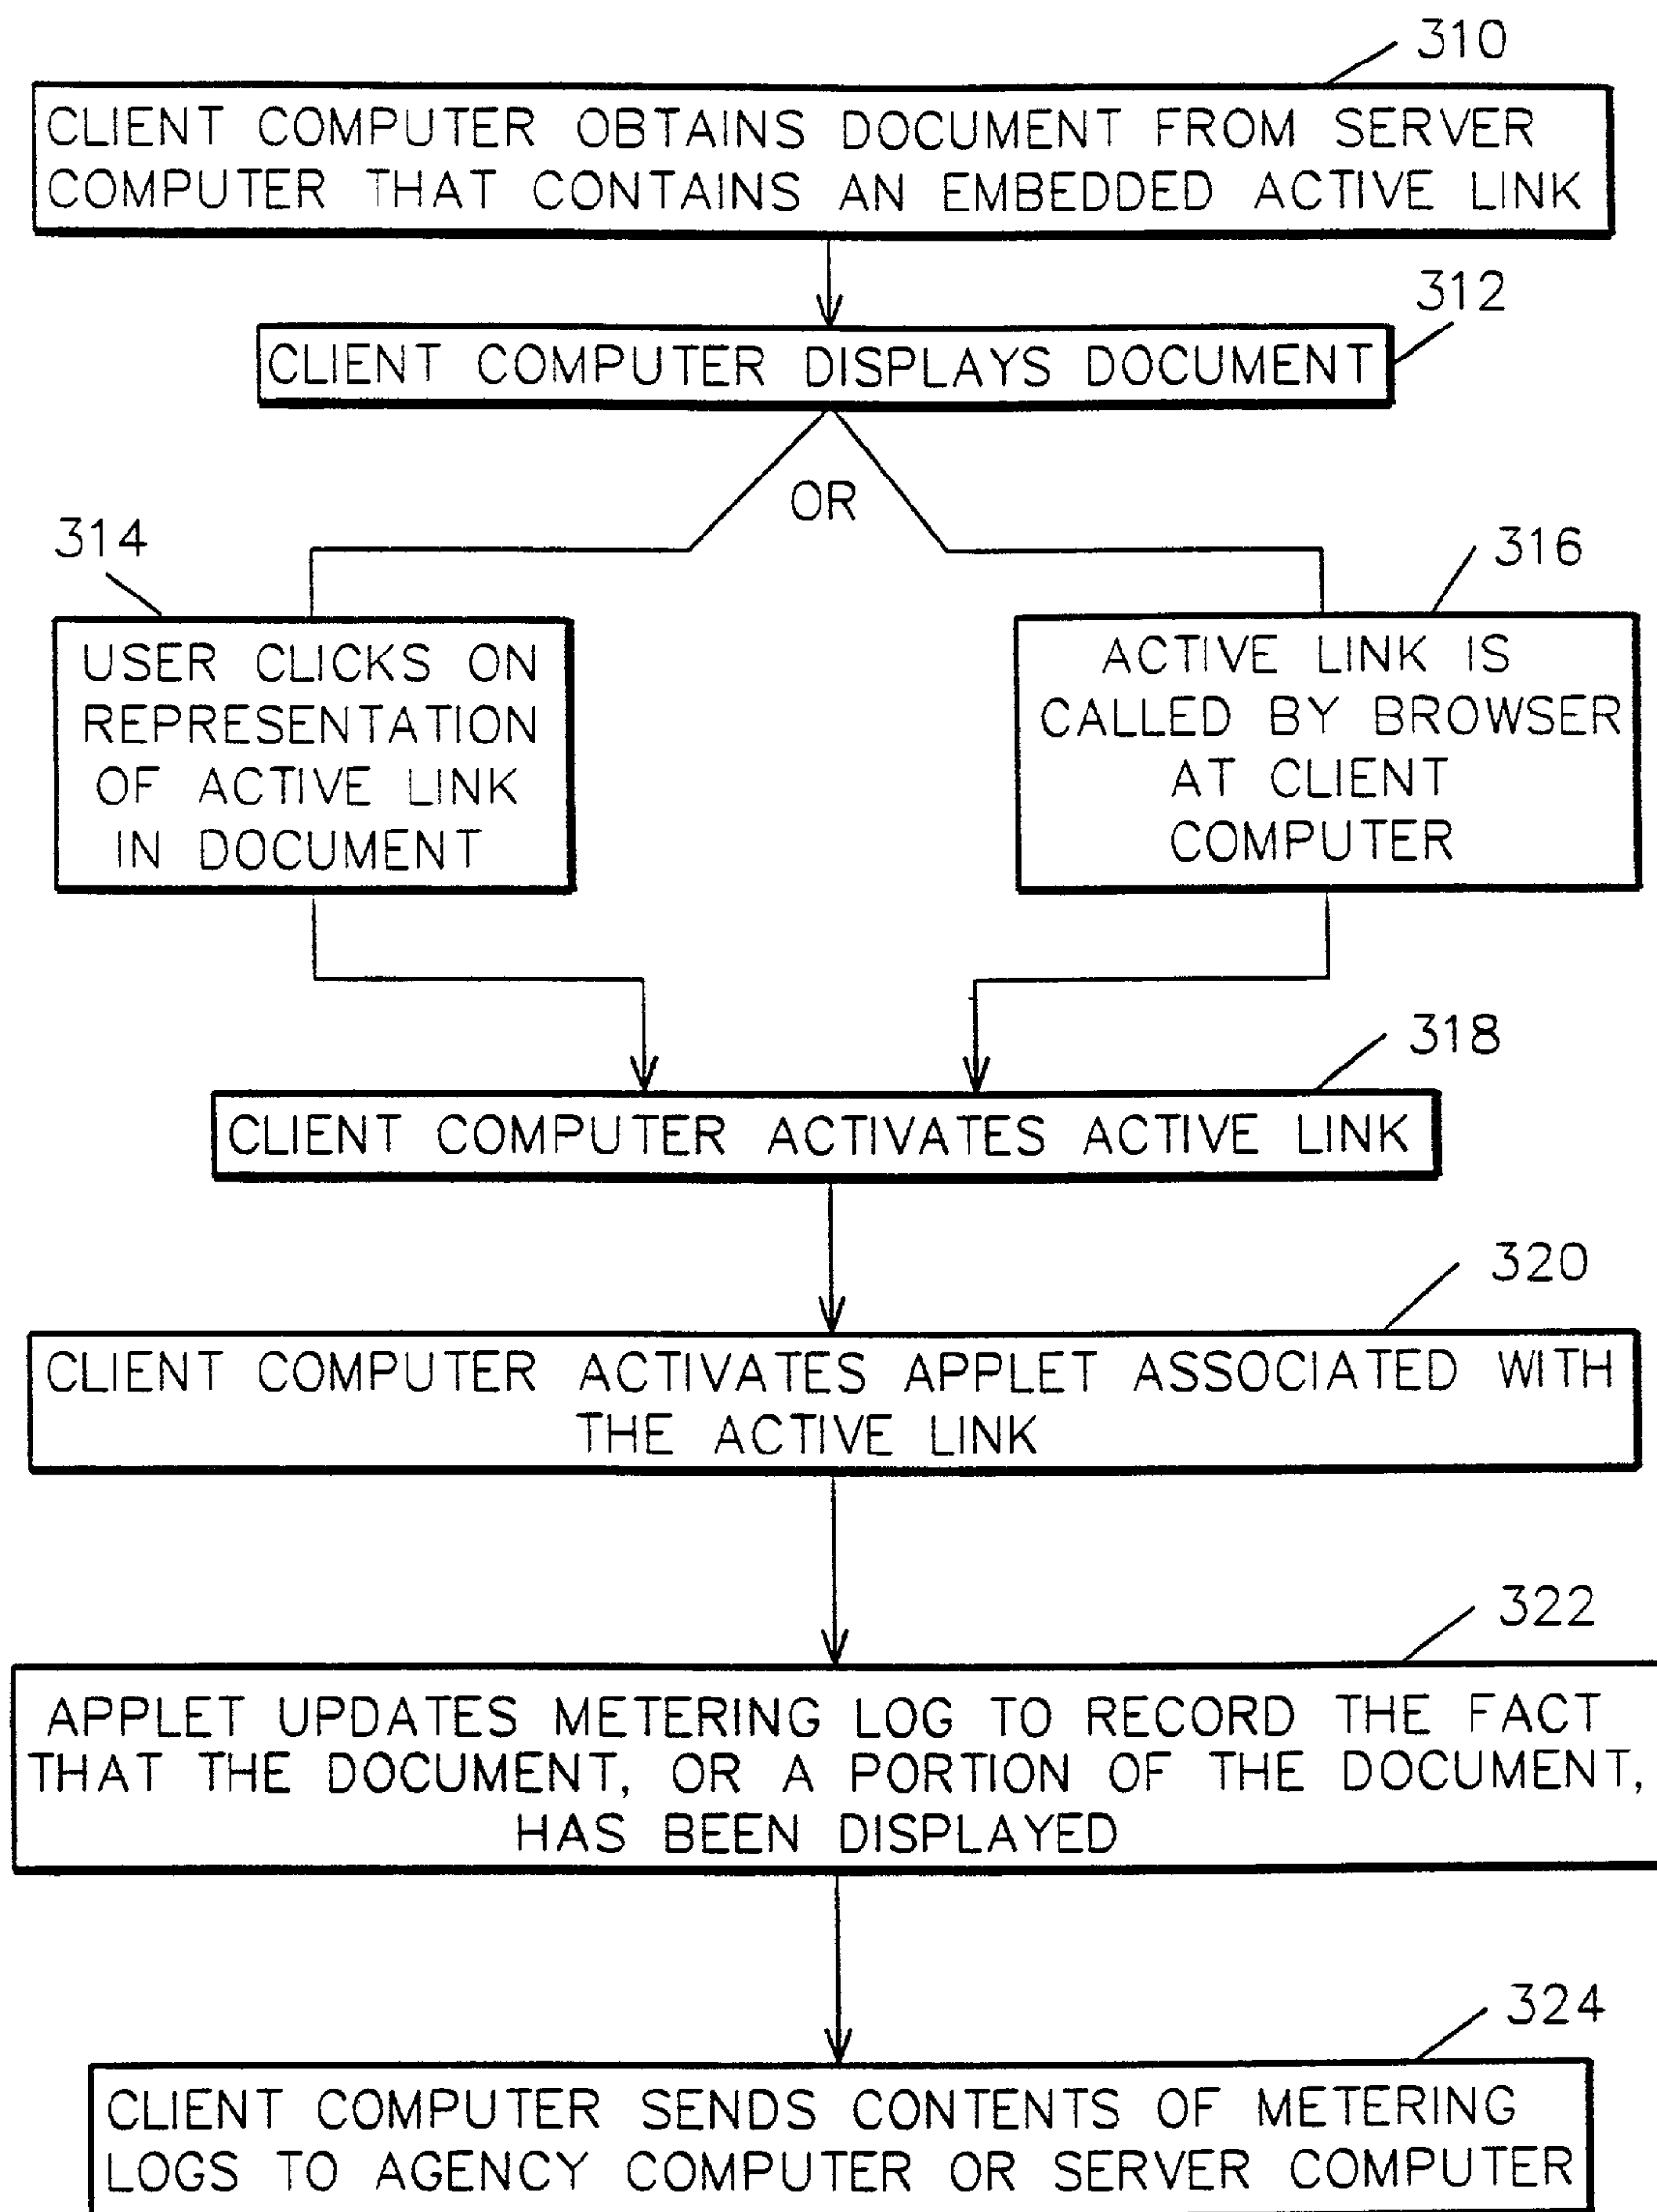 310
CLIENT COMPUTER OBTAINS DOCUMENT FROM SERVER
COMPUTER THAT CONTAINS AN EMBEDDED ACTIVE LINK
312
CLIENT COMPUTER DISPLAYS DOCUMENT
OR
314
USER CLICKS ON
REPRESENTATION
OF ACTIVE LINK
IN DOCUMENT
316
ACTIVE LINK IS
CALLED BY BROWSER
AT CLIENT
COMPUTER
318
CLIENT COMPUTER ACTIVATES ACTIVE LINK
320
CLIENT COMPUTER ACTIVATES APPLET ASSOCIATED WITH
THE ACTIVE LINK
322
APPLET UPDATES METERING LOG TO RECORD THE FACT
THAT THE DOCUMENT, OR A PORTION OF THE DOCUMENT,
HAS BEEN DISPLAYED
324
CLIENT COMPUTER SENDS CONTENTS OF METERING
LOGS TO AGENCY COMPUTER OR SERVER COMPUTER